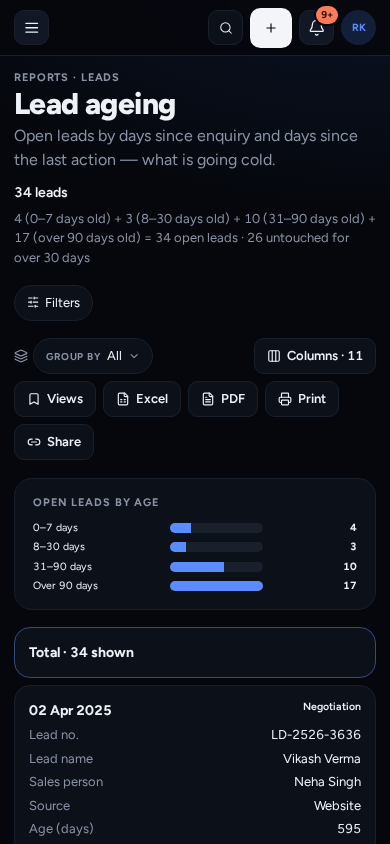 9+
RK
REPORTS · LEADS
Lead ageing
Open leads by days since enquiry and days since
the last action — what is going cold.
34 leads
4 (0–7 days old) + 3 (8–30 days old) + 10 (31–90 days old) +
17 (over 90 days old) = 34 open leads · 26 untouched for
over 30 days
Filters
GROUP BY All
Columns · 11
Views
Excel
PDF
Print
Share
OPEN LEADS BY AGE
0–7 days 4
8–30 days 3
31–90 days 10
Over 90 days 17
Total · 34 shown
02 Apr 2025 Negotiation
Lead no. LD-2526-3636
Lead name Vikash Verma
Sales person Neha Singh
Source Website
Age (days) 595